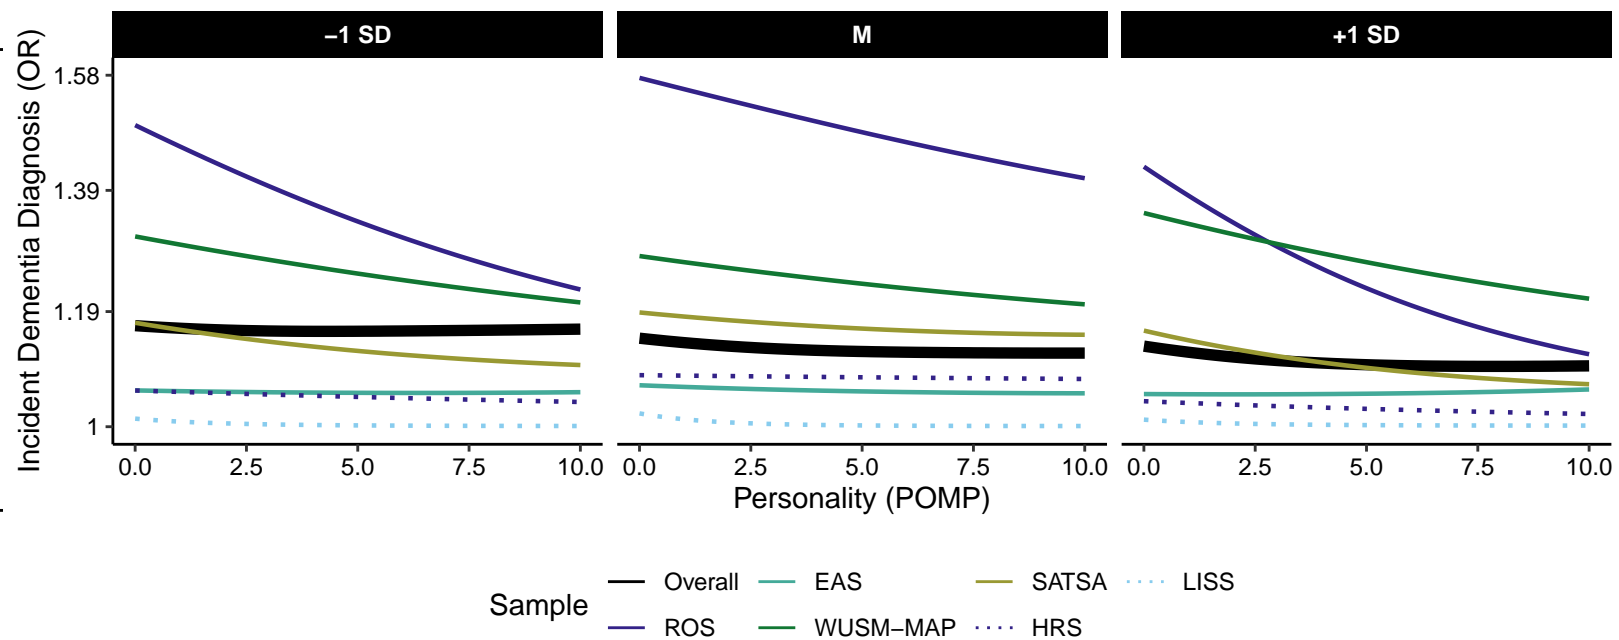 −1 SD
M
+1 SD
Incident Dementia Diagnosis (OR)
1.58
1.39
1.19
1
0.0 2.5 5.0 7.5 10.0
0.0 2.5 5.0 7.5 10.0
0.0 2.5 5.0 7.5 10.0
Personality (POMP)
Sample
Overall EAS SATSA LISS
ROS WUSM−MAP HRS